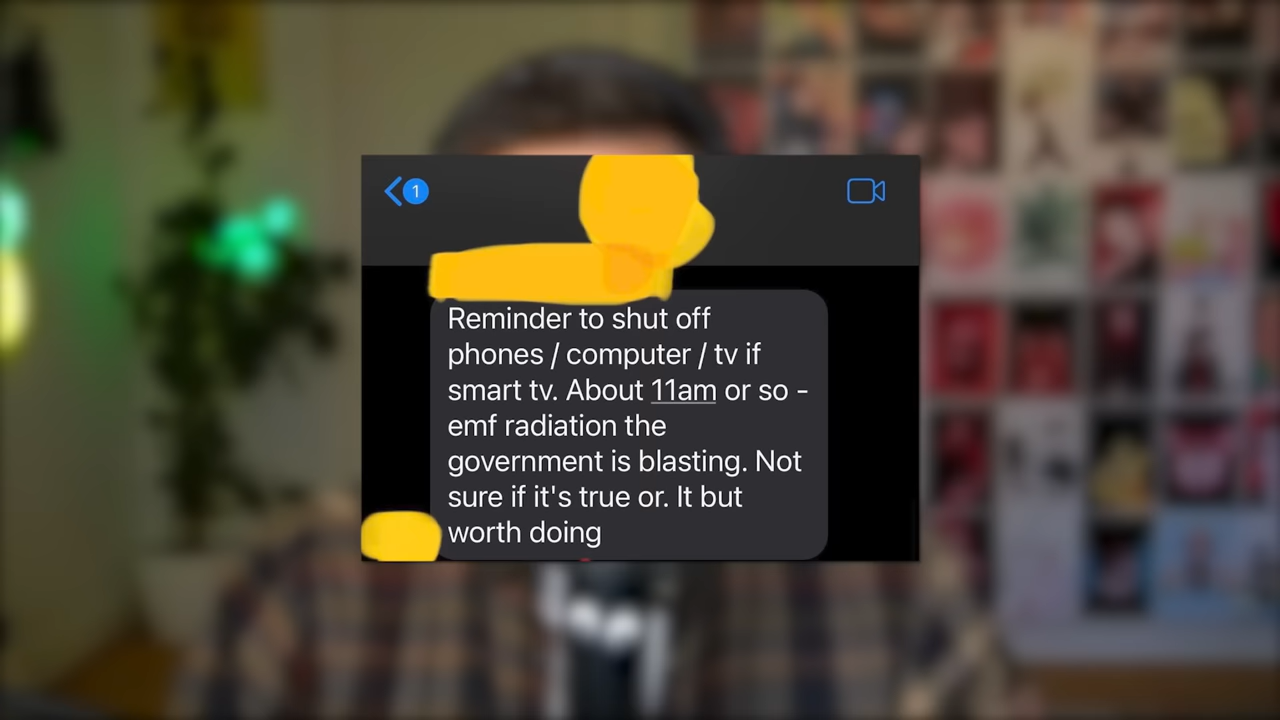 1
Reminder to shut off
phones / computer / tv if
smart tv. About 11am or so -
emf radiation the
government is blasting. Not
sure if it's true or. It but
worth doing